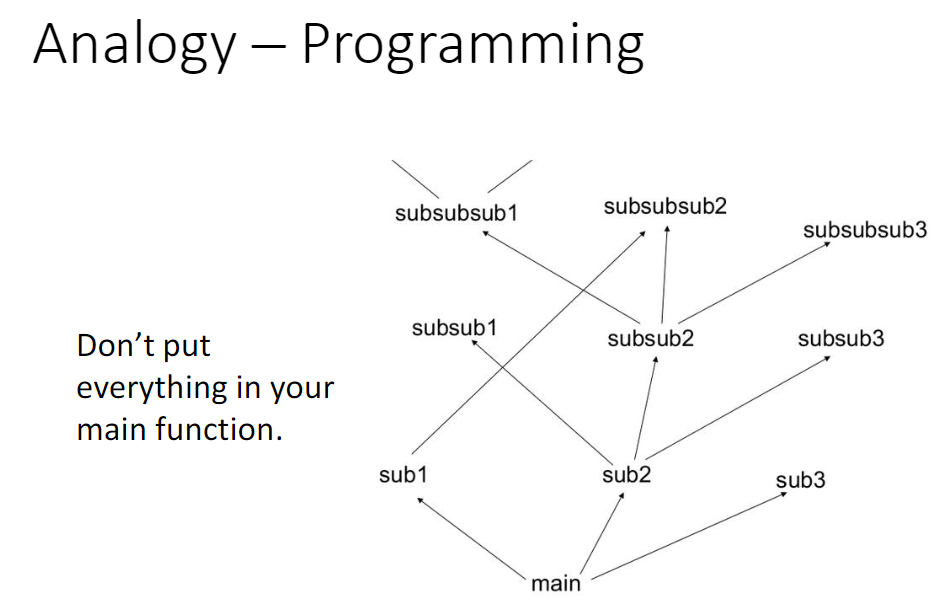 Analogy – Programming
subsubsub1
subsubsub2
subsubsub3
subsub1
subsub2
subsub3
Don’t put
everything in your
main function.
sub1
sub2
sub3
main